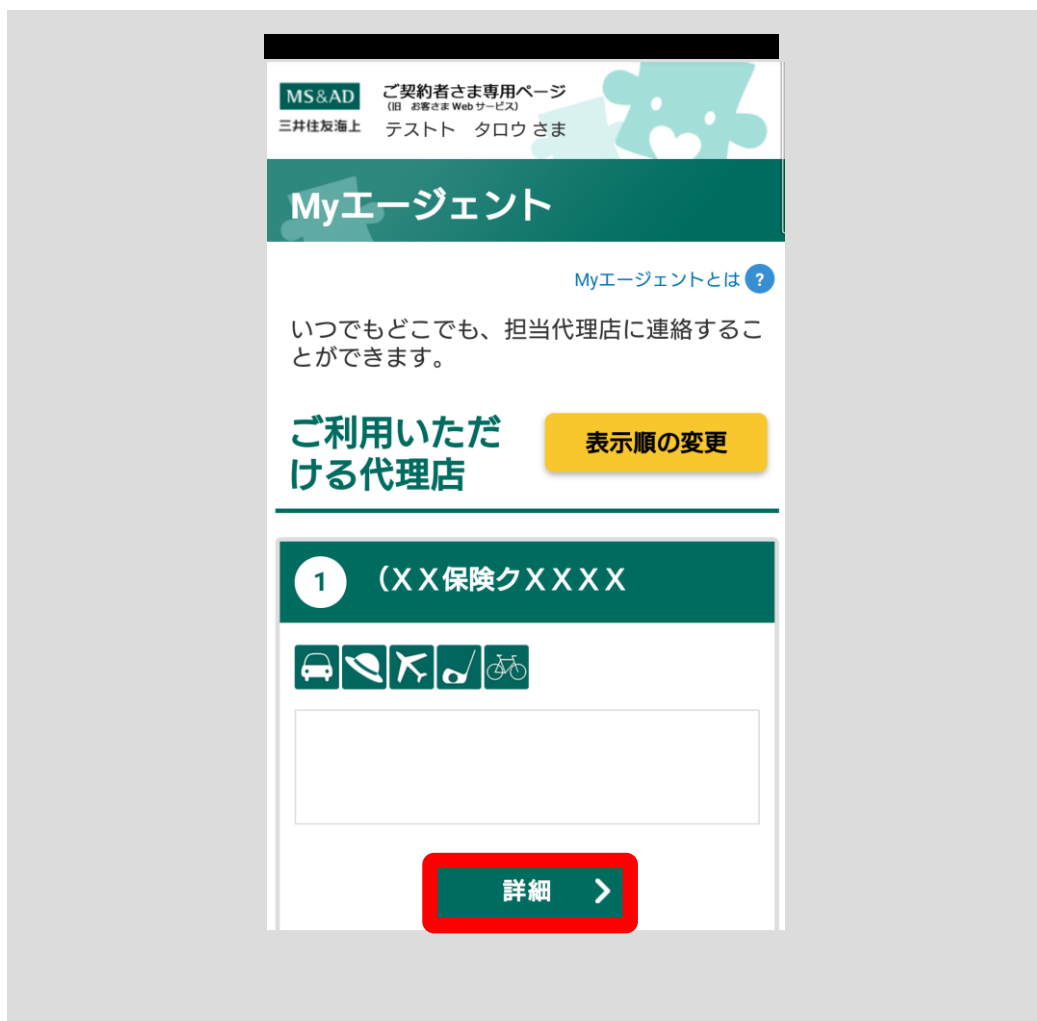 MS&AD
三井住友海上
ご契約者さま専用ページ
(旧 お客さま Web サービス)
テストト タロウ さま
Myエージェント
Myエージェントとは ?
いつでもどこでも、担当代理店に連絡するこ
とができます。
ご利用いただ
ける代理店
表示順の変更
1 (ＸＸ保険クＸＸＸＸ
詳細